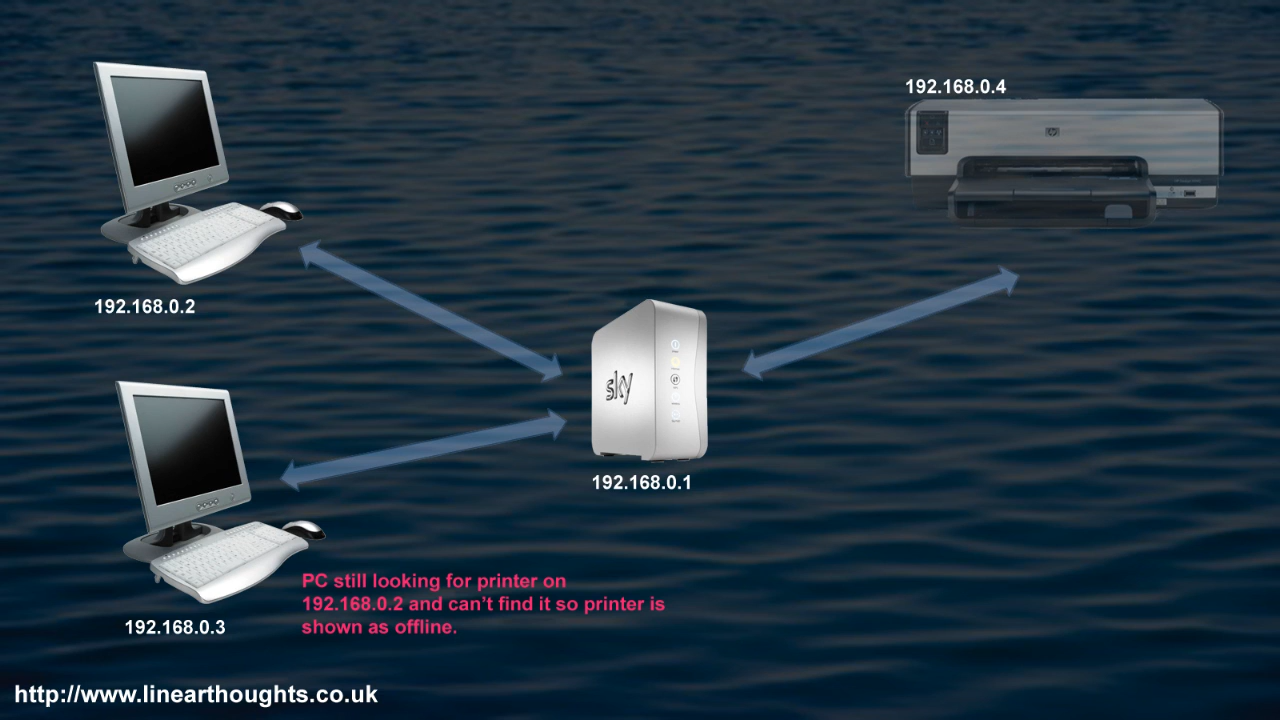 192.168.0.4
hp
192.168.0.2
sky
192.168.0.1
PC still looking for printer on
192.168.0.2 and can't find it so printer is
shown as offline.
192.168.0.3
http://www.linearthoughts.co.uk